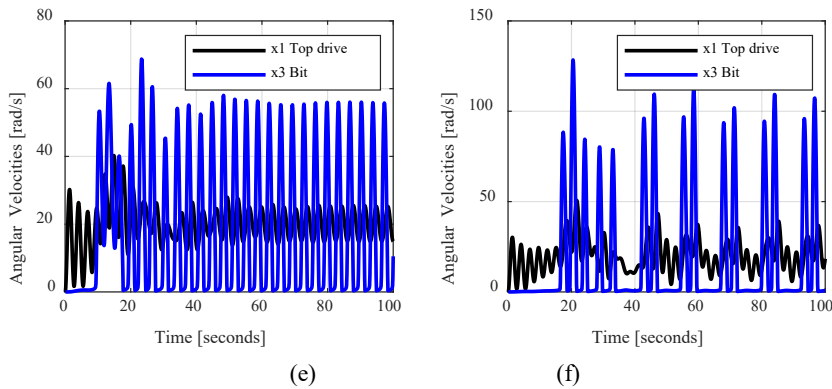 80
60
40
20
0
Angular Velocities [rad/s]
x1 Top drive
x3 Bit
0 20 40 60 80 100
Time [seconds]
(e)
150
100
50
0
Angular Velocities [rad/s]
x1 Top drive
x3 Bit
0 20 40 60 80 100
Time [seconds]
(f)